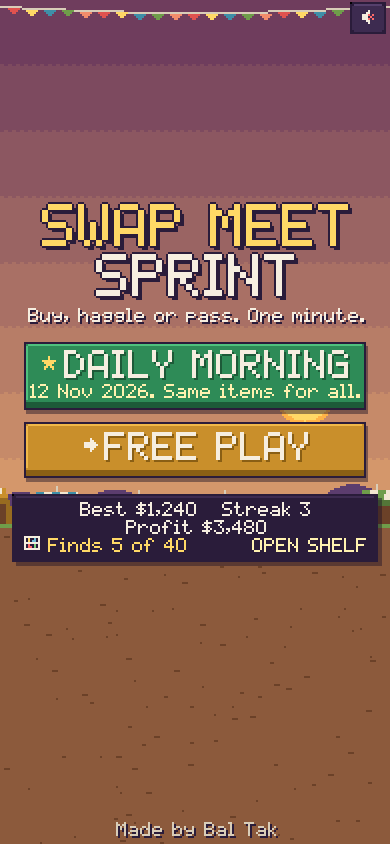 SWAP MEET
SPRINT
Buy, haggle or pass. One minute.
DAILY MORNING
12 Nov 2026. Same items for all.
FREE PLAY
Best $1,240 Streak 3
Profit $3,480
Finds 5 of 40 OPEN SHELF
Made by Bal Tak